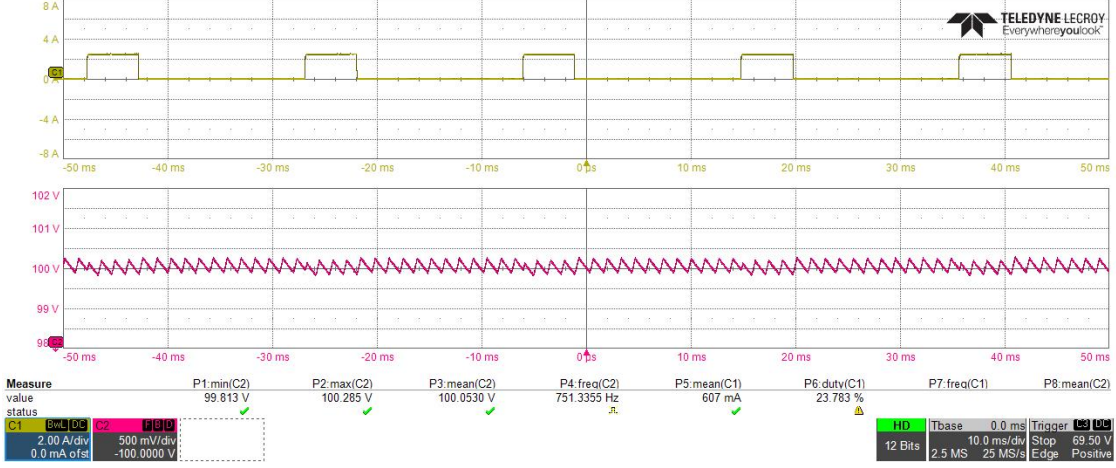 8 A
TELEDYNE LECROY
Everywhereyoulook™
4 A
C1
0 A
-4 A
-8 A
-50 ms -40 ms -30 ms -20 ms -10 ms 0 µs 10 ms 20 ms 30 ms 40 ms 50 ms
102 V
101 V
100 V
99 V
98 C2
-50 ms -40 ms -30 ms -20 ms -10 ms 0 µs 10 ms 20 ms 30 ms 40 ms 50 ms
Measure P1:min(C2) P2:max(C2) P3:mean(C2) P4:freq(C2) P5:mean(C1) P6:duty(C1) P7:freq(C1) P8:mean(C2)
value 99.813 V 100.285 V 100.0530 V 751.3355 Hz 607 mA 23.783 %
status
C1 BwL DC C2 F B D HD Tbase 0.0 ms Trigger C3 DC
2.00 A/div 500 mV/div 12 Bits 10.0 ms/div Stop 69.50 V
0.0 mA ofst -100.0000 V 2.5 MS 25 MS/s Edge Positive